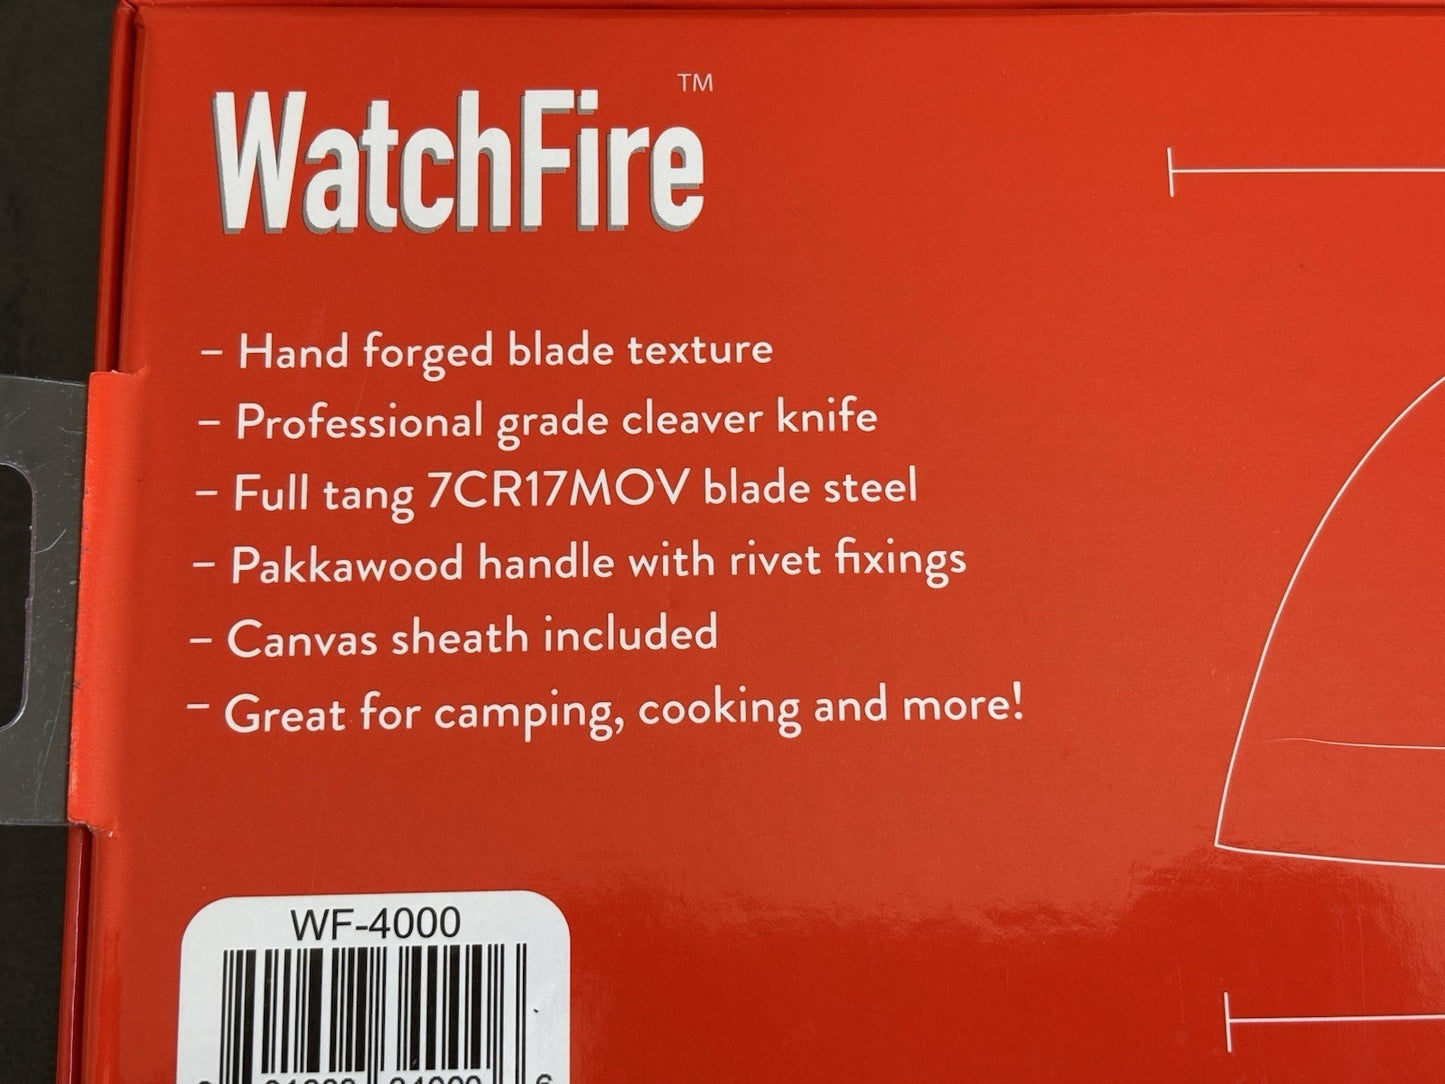 WatchFire™
– Hand forged blade texture
– Professional grade cleaver knife
– Full tang 7CR17MOV blade steel
– Pakkawood handle with rivet fixings
– Canvas sheath included
– Great for camping, cooking and more!
WF-4000